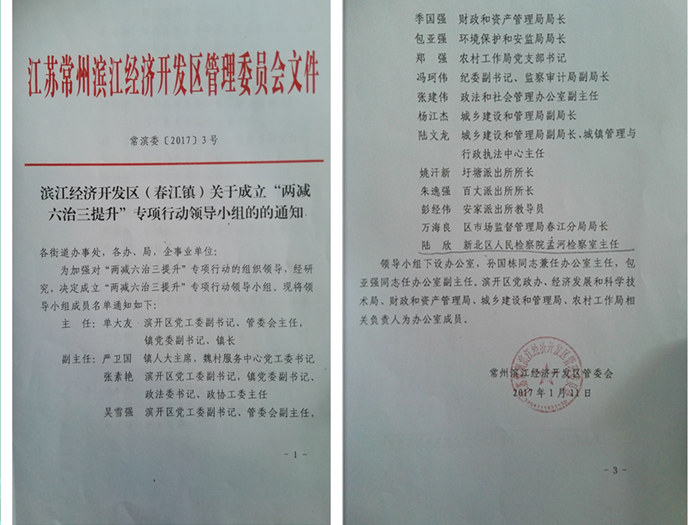 江苏常州滨江经济开发区管理委员会文件
常滨委〔2017〕3号
滨江经济开发区（春江镇）关于成立“两减
六治三提升”专项行动领导小组的的通知
各街道办事处，各办、局，企事业单位：
为加强对“两减六治三提升”专项行动的组织领导，经研
究，决定成立“两减六治三提升”专项行动领导小组。现将领
导小组成员名单通知如下：
主 任：单大友 滨开区党工委副书记、管委会主任，
镇党委副书记、镇长
副主任：严卫国 镇人大主席，魏村服务中心党工委书记
张素艳 滨开区党工委副书记，镇党委副书记、
政法委书记、政协工委主任
吴雪强 滨开区党工委副书记、管委会副主任，
- 1 -
季国强 财政和资产管理局局长
包亚强 环境保护和安监局局长
郑 强 农村工作局党支部书记
冯珂伟 纪委副书记、监察审计局副局长
张建伟 政法和社会管理办公室副主任
杨江杰 城乡建设和管理局副局长
陆文龙 城乡建设和管理局副局长、城镇管理与
行政执法中心主任
姚汙新 圩塘派出所所长
朱逸强 百丈派出所所长
彭经伟 安家派出所教导员
万海良 区市场监督管理局春江分局局长
陆 欣 新北区人民检察院孟河检察室主任
领导小组下设办公室，孙国栋同志兼任办公室主任，包
亚强同志任办公室副主任，滨开区党政办、经济发展和科学技
术局、财政和资产管理局、城乡建设和管理局、农村工作局相
关负责人为办公室成员。
常州滨江经济开发区管委会
2017年1月11日
- 3 -